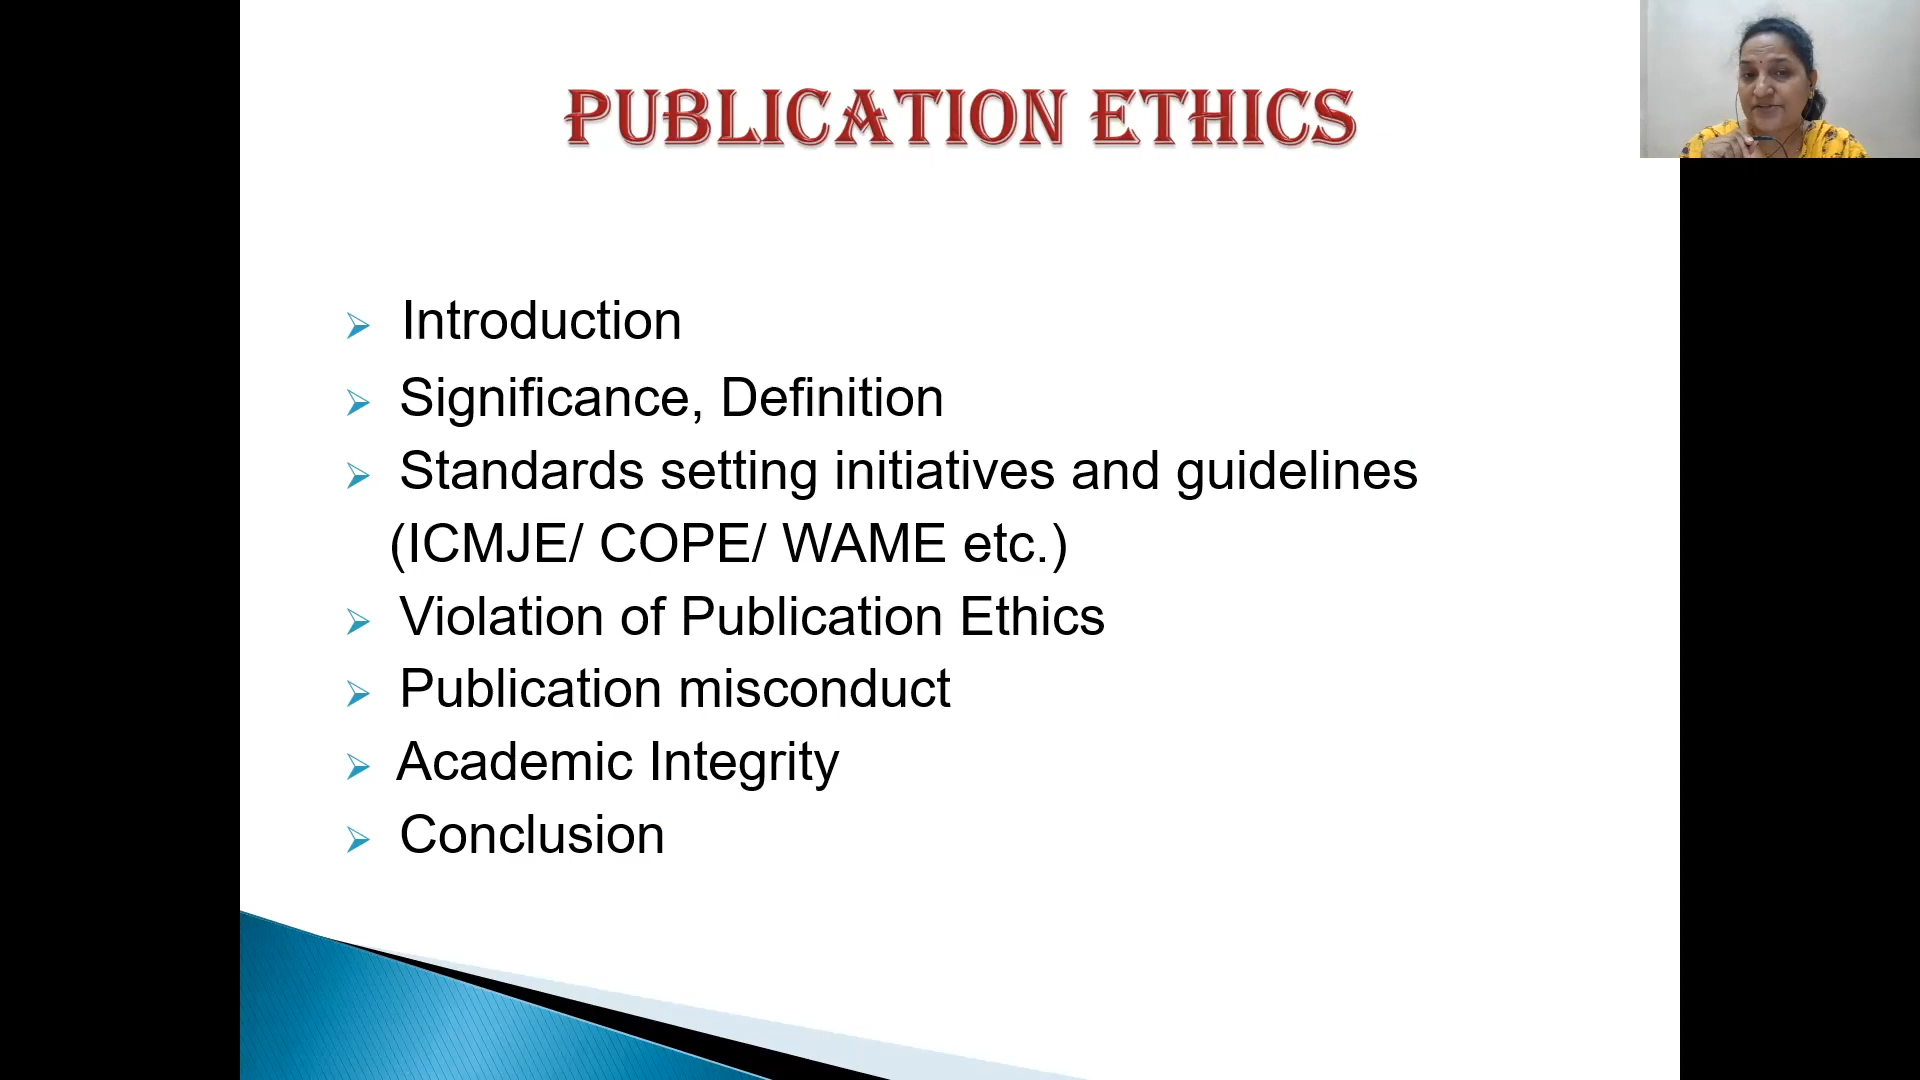 PUBLICATION ETHICS
Introduction
Significance, Definition
Standards setting initiatives and guidelines
(ICMJE/ COPE/ WAME etc.)
Violation of Publication Ethics
Publication misconduct
Academic Integrity
Conclusion